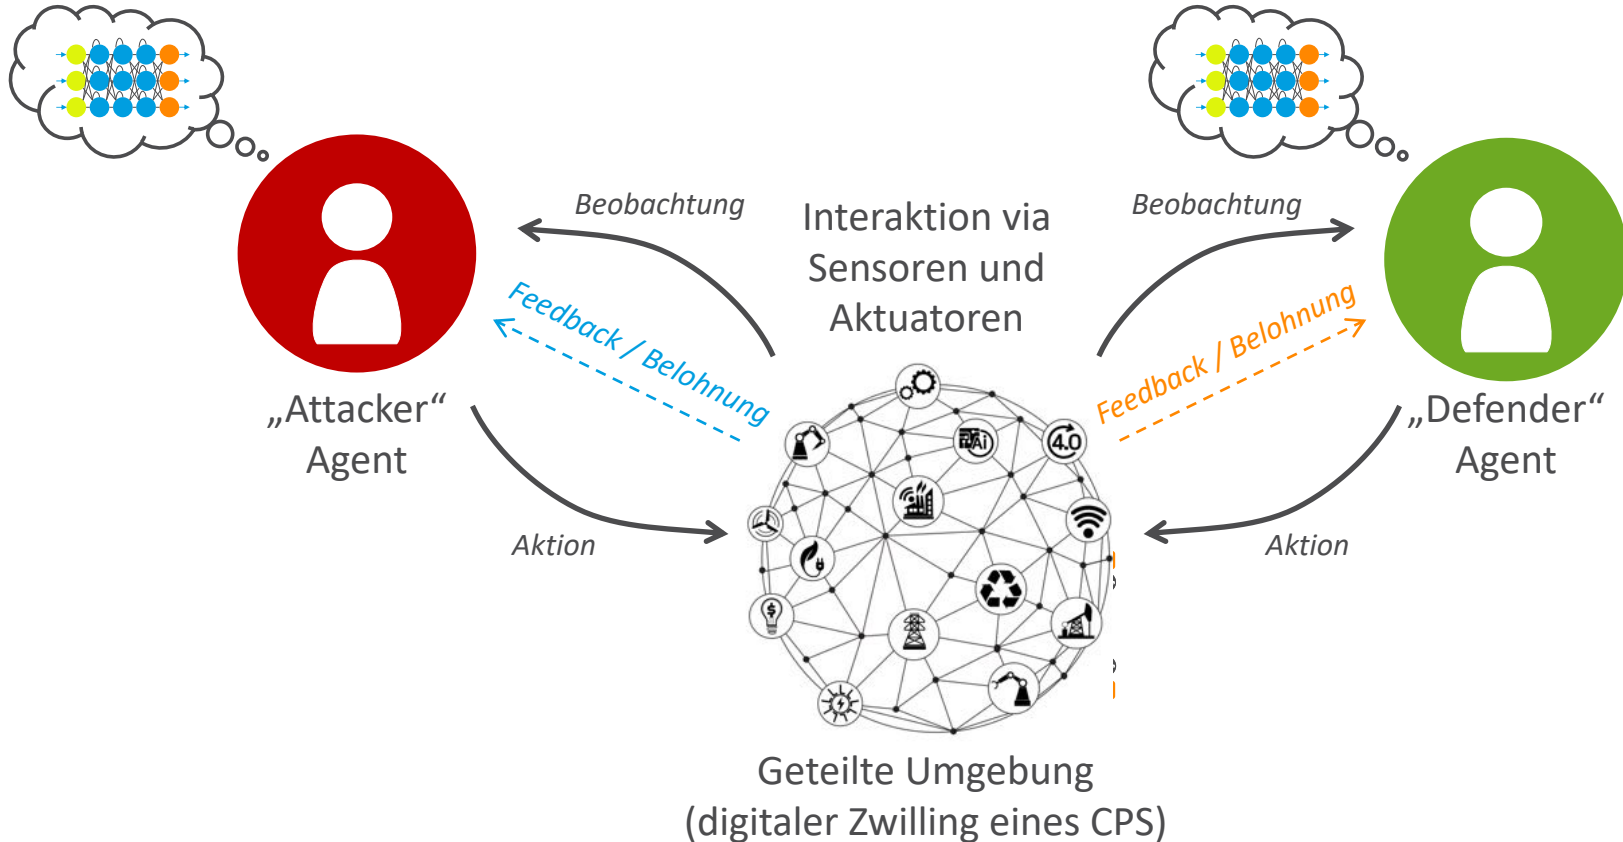 Beobachtung
Interaktion via
Sensoren und
Aktuatoren
Beobachtung
Feedback / Belohnung
Feedback / Belohnung
„Attacker“
Agent
„Defender“
Agent
Ai
4.0
Aktion
Aktion
$
Geteilte Umgebung
(digitaler Zwilling eines CPS)